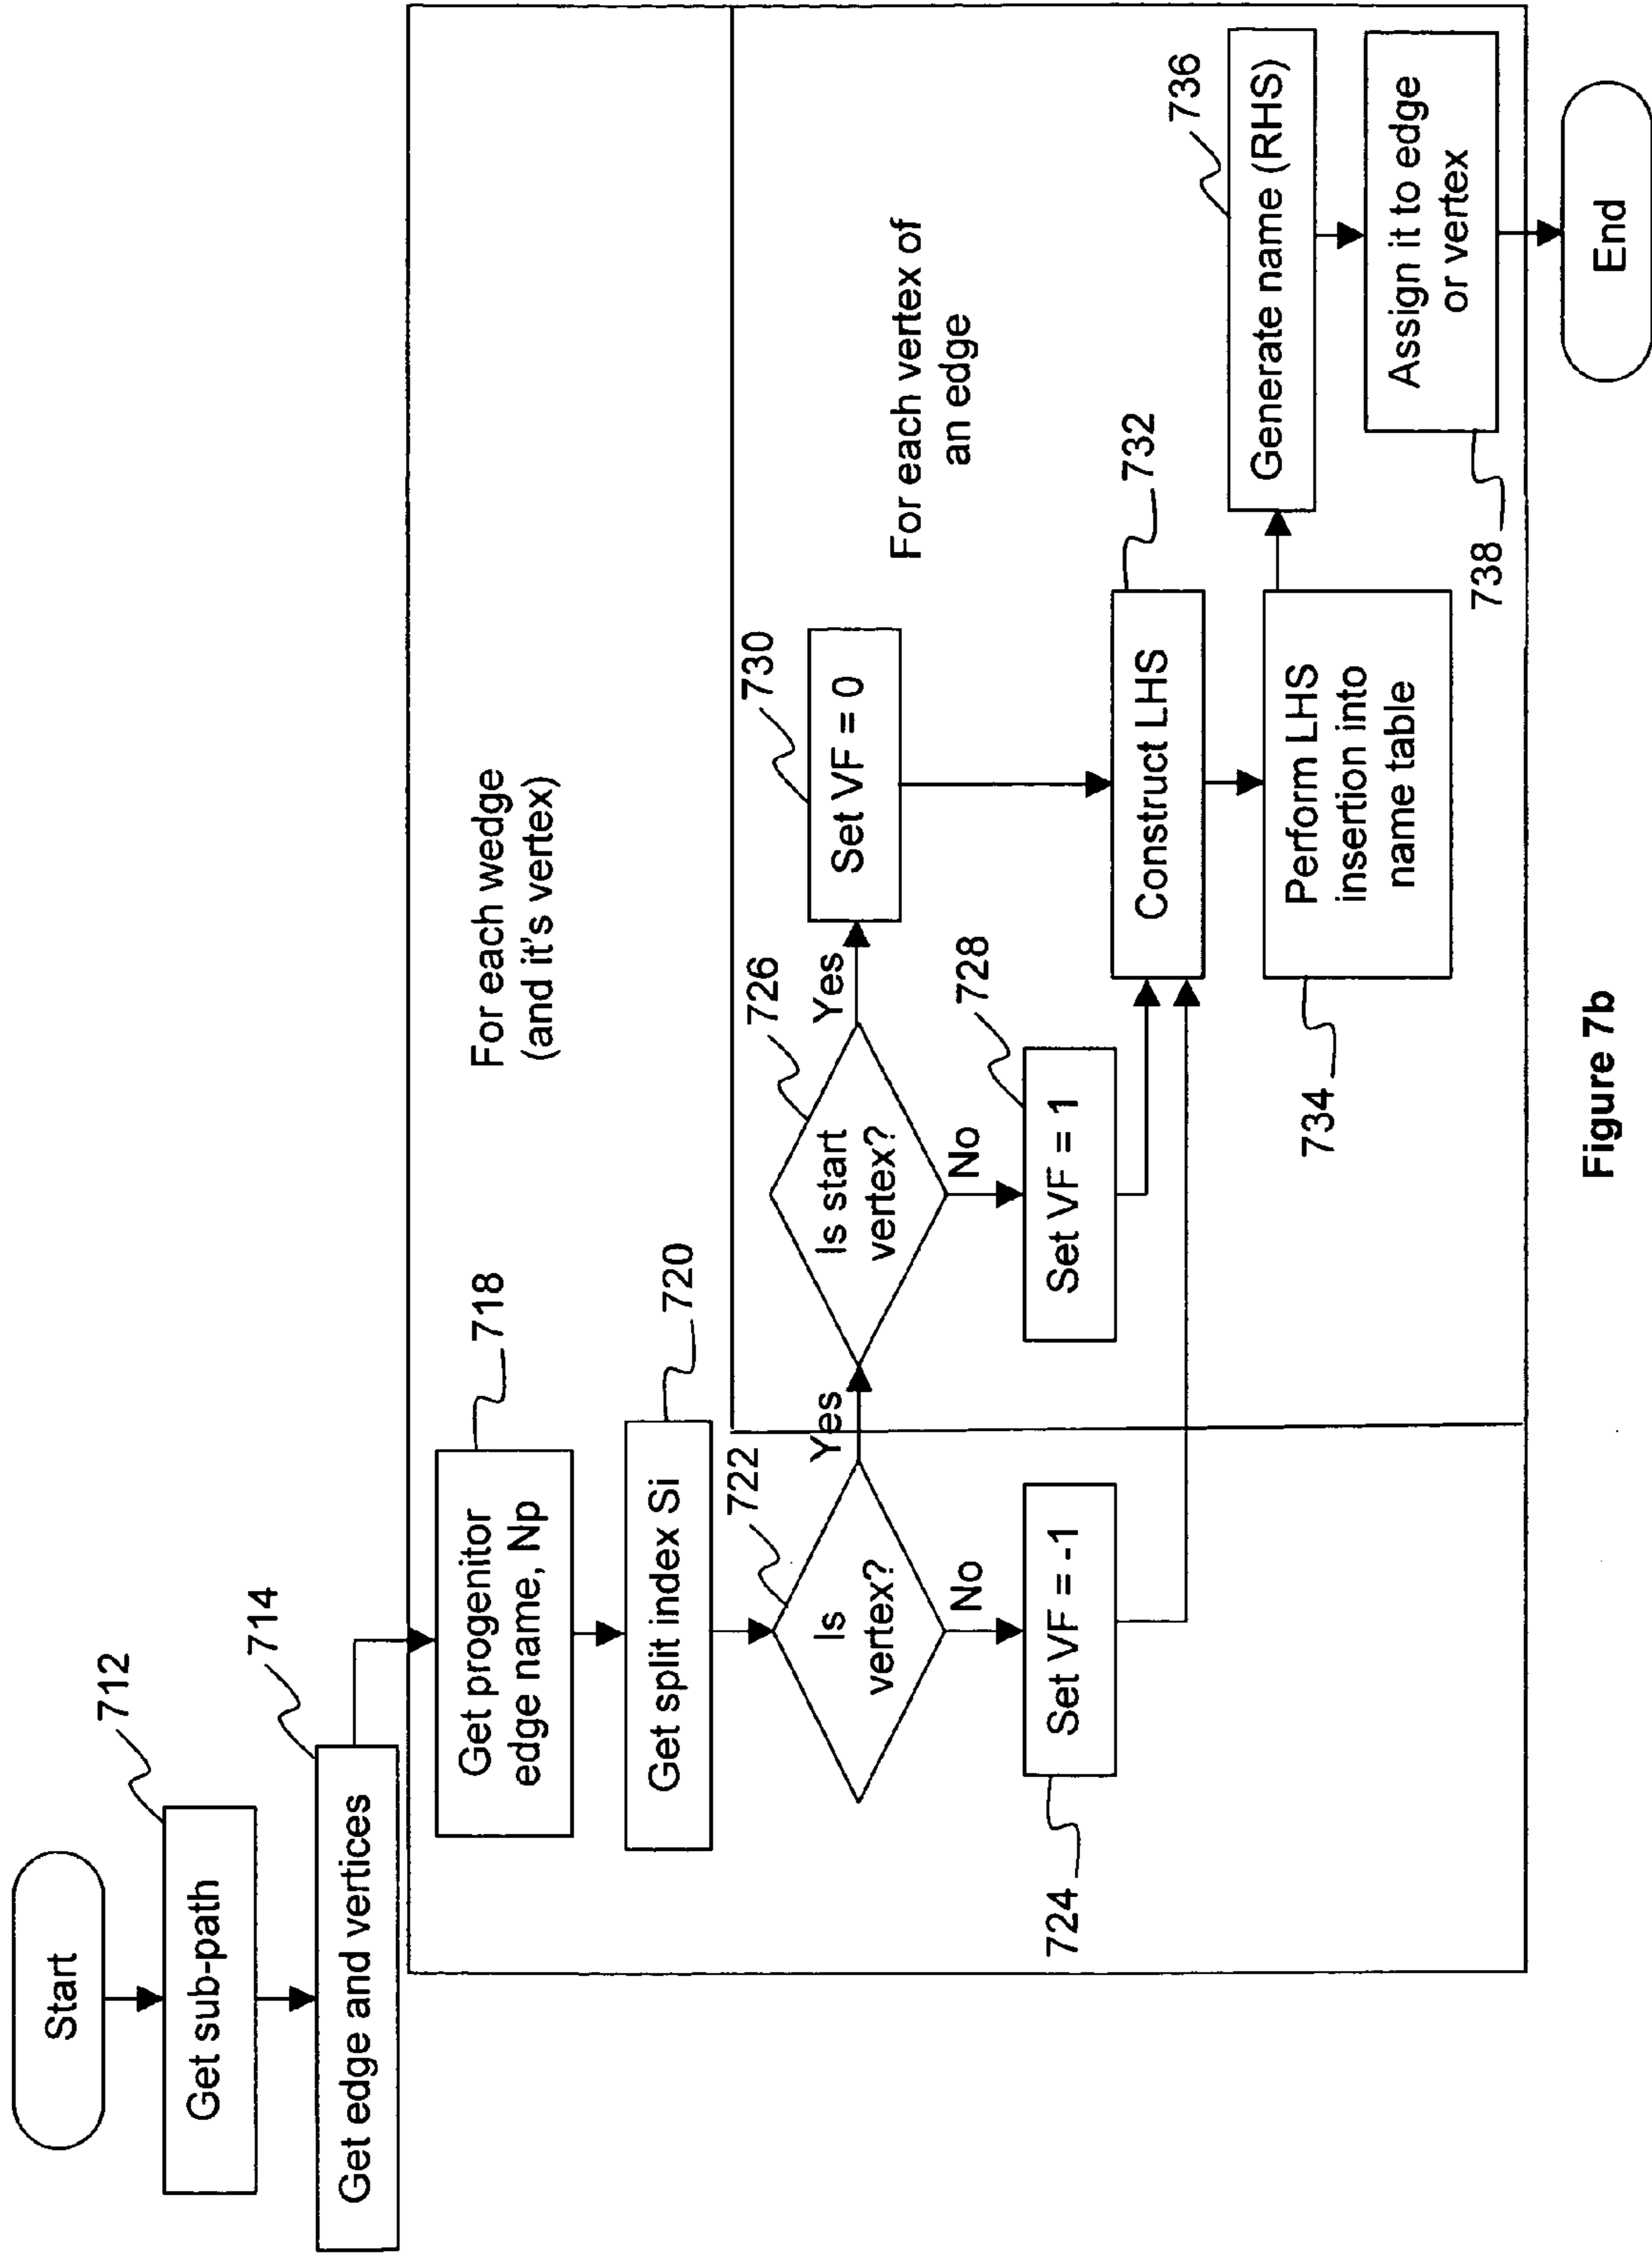 Start
712
Get sub-path
714
Get edge and vertices
For each wedge
(and it's vertex)
718
Get progenitor
edge name, Np
720
Get split index Si
722
Is
vertex?
Yes
No
724
Set VF = -1
For each vertex of
an edge
726
Is start
vertex?
Yes
No
728
Set VF = 1
730
Set VF = 0
732
Construct LHS
734
Perform LHS
insertion into
name table
736
Generate name (RHS)
738
Assign it to edge
or vertex
End
Figure 7b